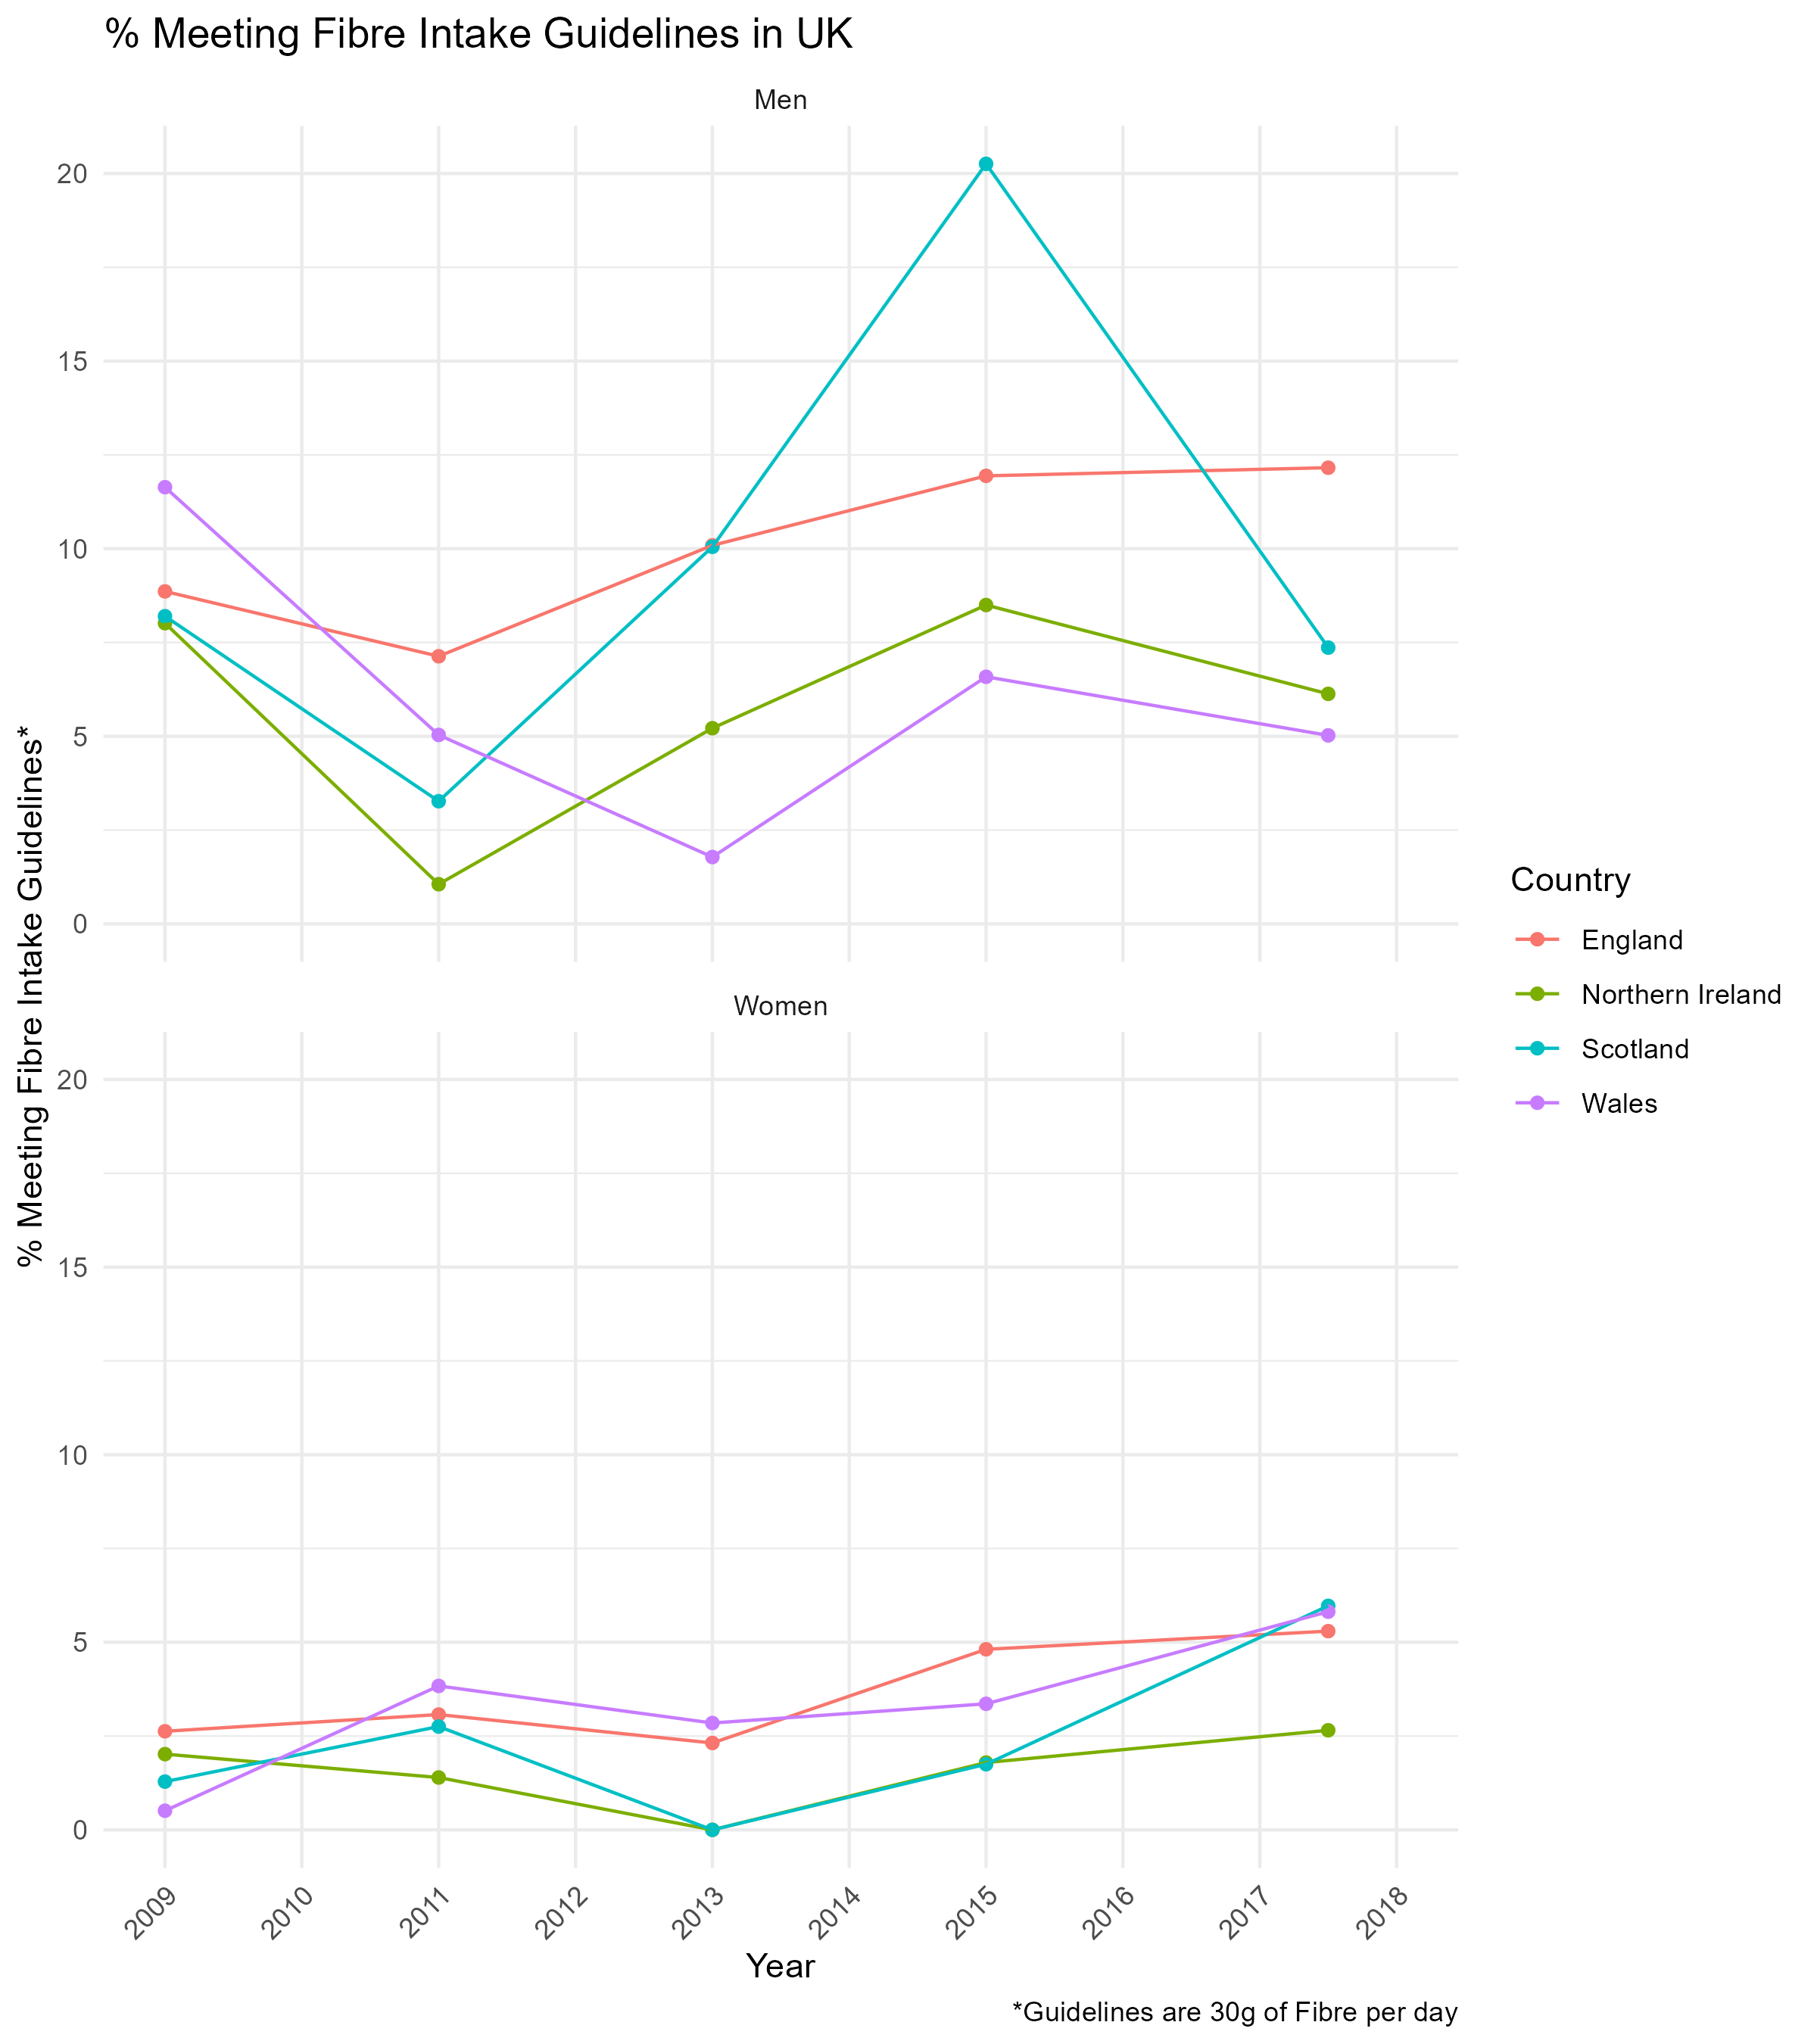 % Meeting Fibre Intake Guidelines in UK
Men
20
15
10
5
0
% Meeting Fibre Intake Guidelines*
Women
20
15
10
5
0
2009
2010
2011
2012
2013
2014
2015
2016
2017
2018
Year
*Guidelines are 30g of Fibre per day
Country
England
Northern Ireland
Scotland
Wales